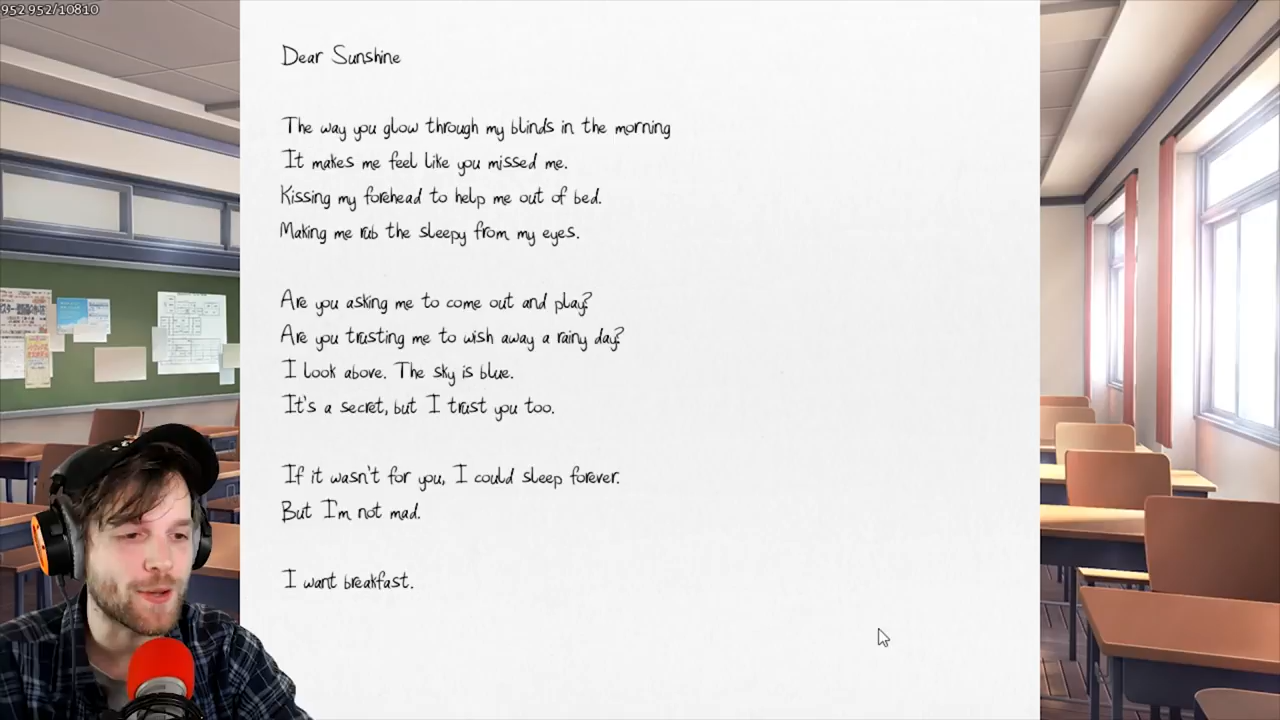 952 952/10810
Dear Sunshine
The way you glow through my blinds in the morning
It makes me feel like you missed me.
Kissing my forehead to help me out of bed.
Making me rub the sleepy from my eyes.
Are you asking me to come out and play?
Are you trusting me to wish away a rainy day?
I look above. The sky is blue.
It's a secret, but I trust you too.
If it wasn't for you, I could sleep forever.
But I'm not mad.
I want breakfast.